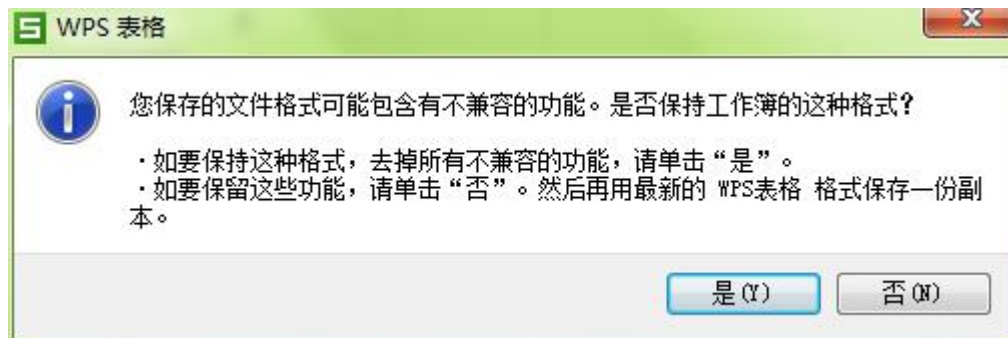 WPS 表格
您保存的文件格式可能包含有不兼容的功能。是否保持工作簿的这种格式?
·如要保持这种格式，去掉所有不兼容的功能，请单击“是”。
·如要保留这些功能，请单击“否”。然后再用最新的 WPS表格 格式保存一份副
本。
是(Y)
否(N)